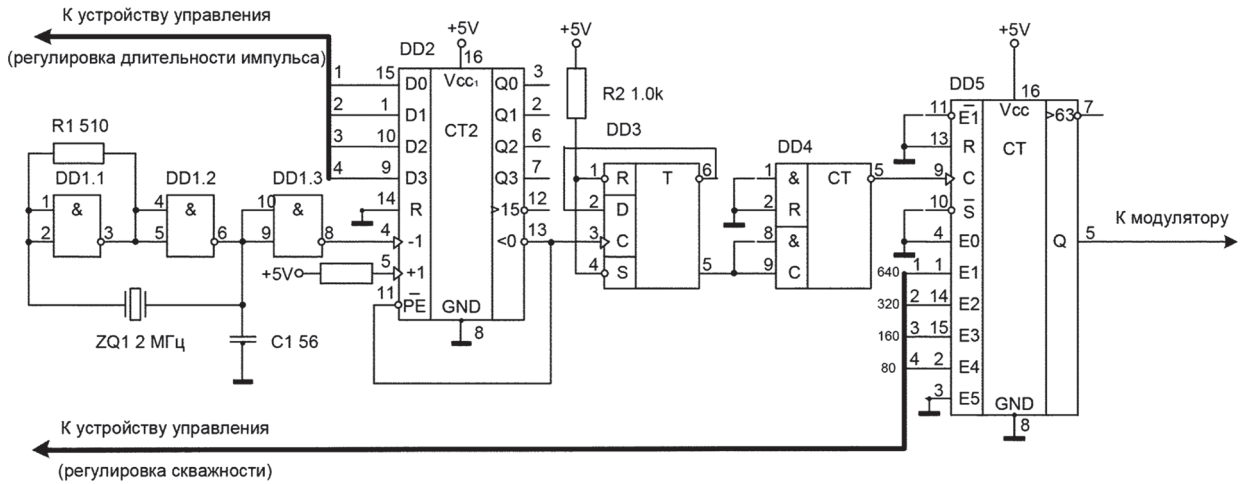 К устройству управления
(регулировка длительности импульса)
+5V
+5V
+5V
DD2
16
1 15 D0
2 1 D1
3 10 D2
4 9 D3
14 R
4 -1
5 +1
11 PE
Vcc1
CT2
GND
8
Q0 3
Q1 2
Q2 6
Q3 7
>15 12
<0 13
R1 510
DD1.1
1
2
&
3
DD1.2
4
5
&
6
DD1.3
10
9
&
8
+5V
ZQ1 2 МГц
C1 56
R2 1.0k
DD3
1 R
2 D
3 C
4 S
T
6
5
DD4
1 &
2 R
8 &
9 C
CT
5
DD5
16
11 E1
13 R
9 C
10 S
4 E0
640 1 1 E1
320 2 14 E2
160 3 15 E3
80 4 2 E4
3 E5
Vcc
CT
GND
8
>63 7
Q 5
К модулятору
К устройству управления
(регулировка скважности)